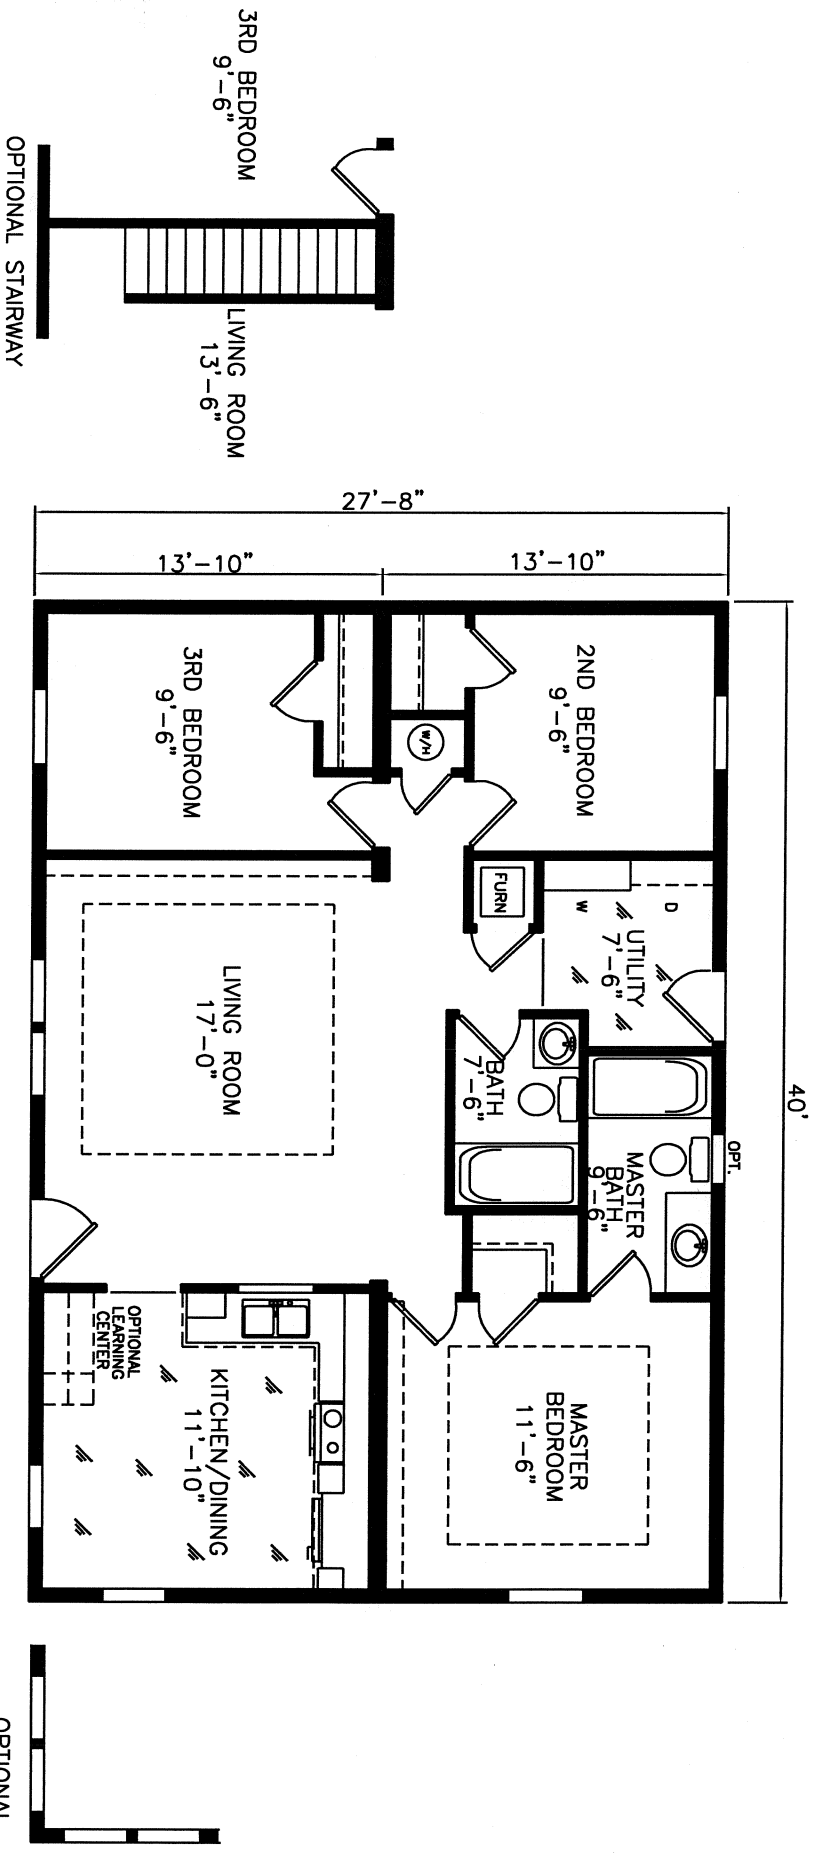 3RD BEDROOM
9'-6"
OPTIONAL STAIRWAY
LIVING ROOM
13'-6"
27'-8"
13'-10"
13'-10"
40'
2ND BEDROOM
9'-6"
3RD BEDROOM
9'-6"
W/H
FURN
W
D
UTILITY
7'-6"
LIVING ROOM
17'-0"
BATH
7'-6"
OPT.
MASTER
BATH
9'-6"
OPTIONAL
LEARNING
CENTER
KITCHEN/DINING
11'-10"
MASTER
BEDROOM
11'-6"
OPTIONAL